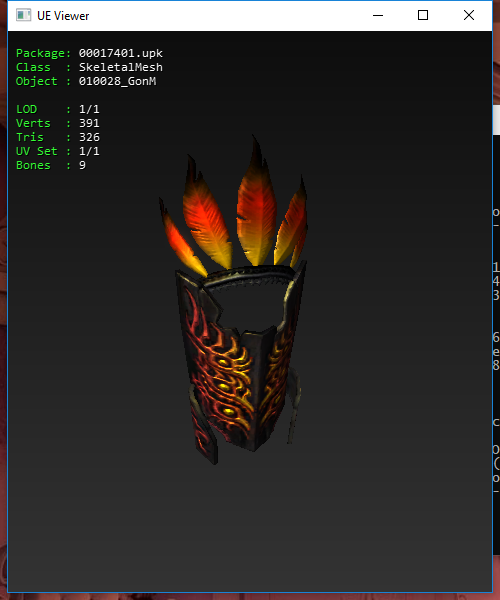 UE Viewer
Package: 00017401.upk
Class : SkeletalMesh
Object : 010028_GonM
LOD : 1/1
Verts : 391
Tris : 326
UV Set : 1/1
Bones : 9